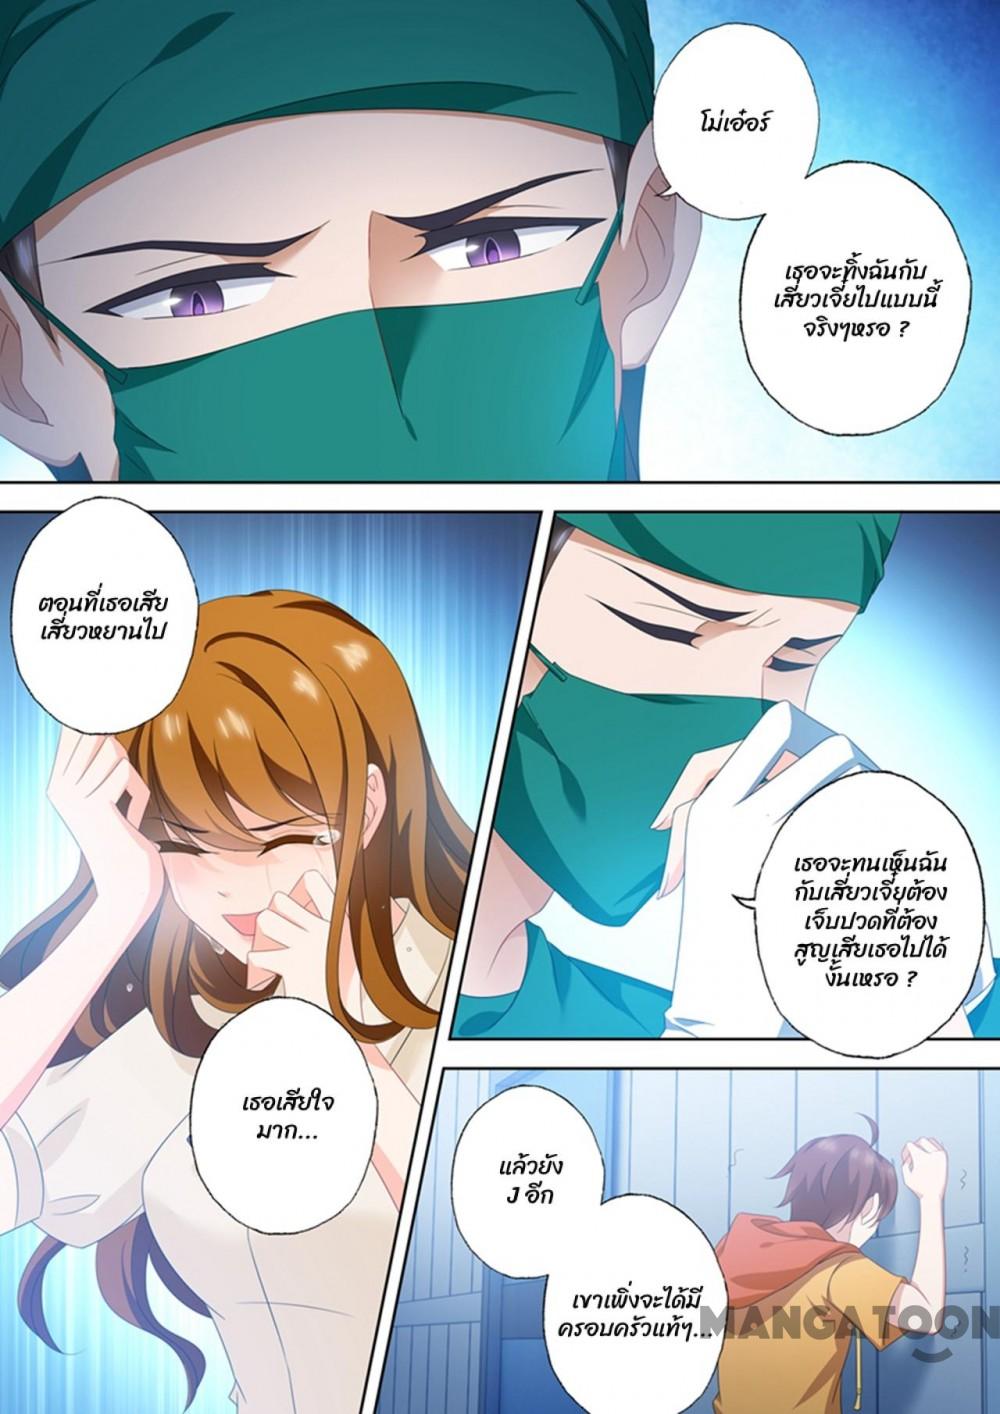 โม่เอ๋อร์
เธอจะทิ้งฉันกับ
เสี่ยวเจี๋ยไปแบบนี้
จริงๆหรอ ?
ตอนที่เธอเสีย
เสี่ยวหยานไป
เธอจะทนเห็นฉัน
กับเสี่ยวเจี๋ยต้อง
เจ็บปวดที่ต้อง
สูญเสียเธอไปได้
งั้นเหรอ ?
เธอเสียใจ
มาก...
แล้วยัง
J อีก
เขาเพิ่งจะได้มี
ครอบครัวแท้ๆ...
MANGATOON